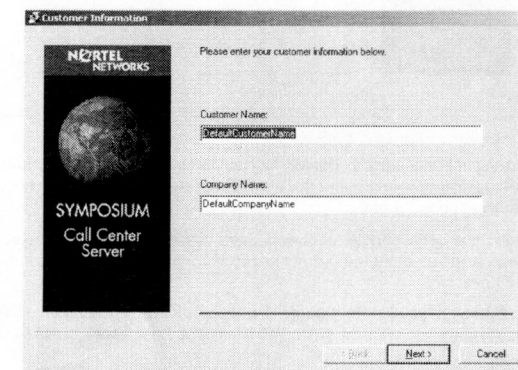 Customer Information
NORTEL
NETWORKS
SYMPOSIUM
Call Center
Server
Please enter your customer information below.
Customer Name:
DefaultCustomerName
Company Name:
DefaultCompanyName
< Back
Next >
Cancel